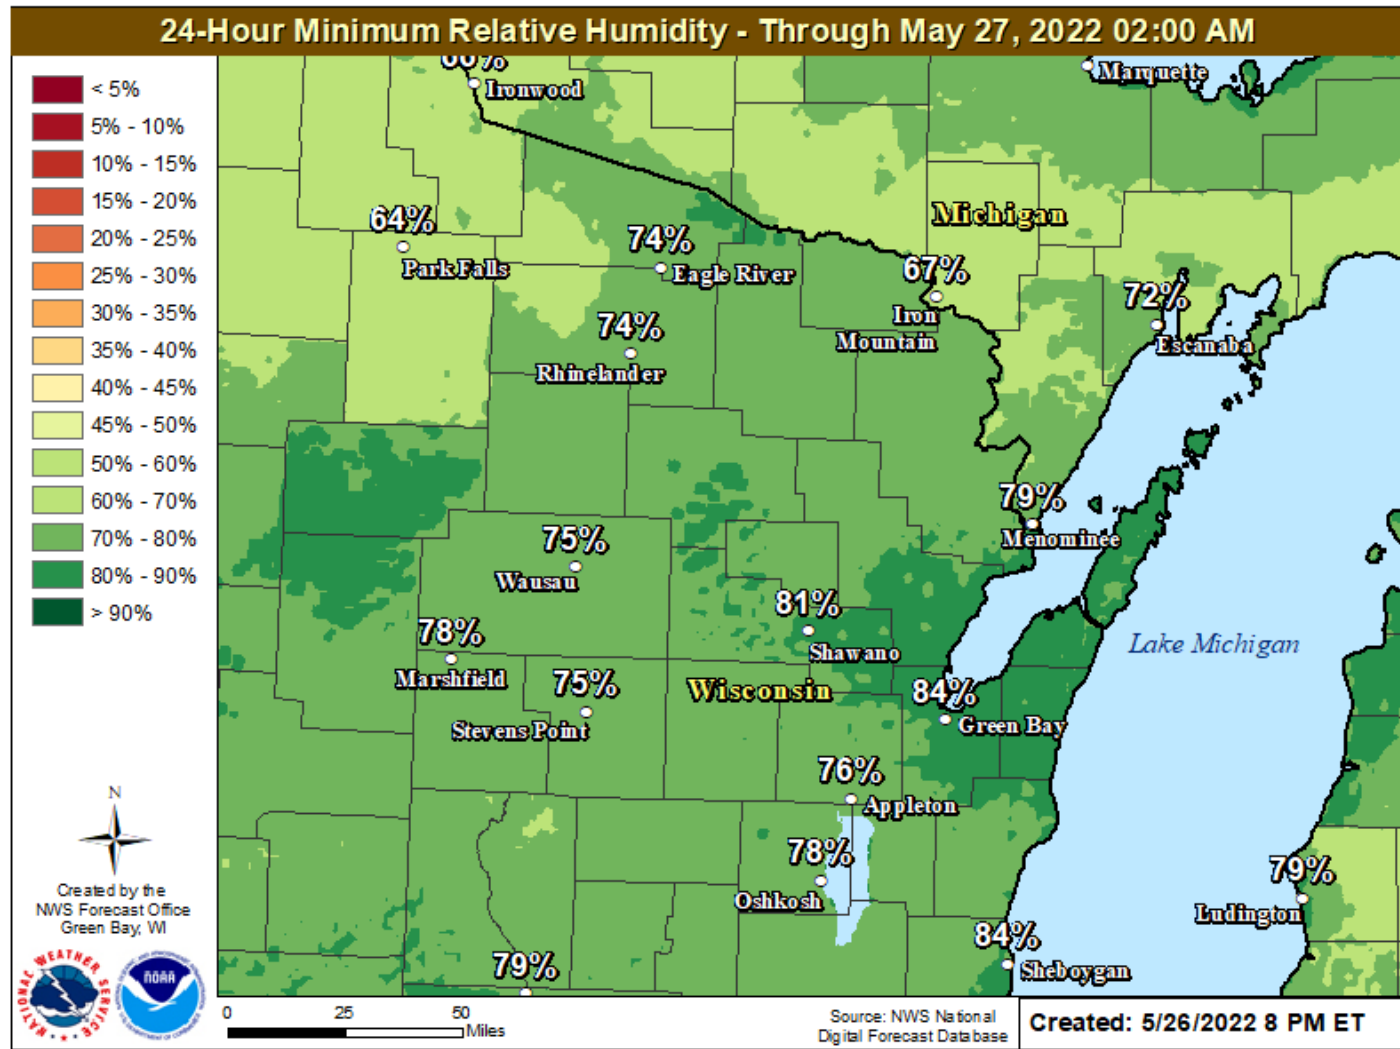 24-Hour Minimum Relative Humidity - Through May 27, 2022 02:00 AM
< 5%
5% - 10%
10% - 15%
15% - 20%
20% - 25%
25% - 30%
30% - 35%
35% - 40%
40% - 45%
45% - 50%
50% - 60%
60% - 70%
70% - 80%
80% - 90%
> 90%
Ironwood
Marquette
Michigan
64%
Park Falls
74%
Eagle River
67%
Iron
Mountain
72%
Escanaba
74%
Rhinelander
79%
Menominee
75%
Wausau
81%
Shawano
78%
Marshfield
Lake Michigan
Wisconsin
75%
Stevens Point
84%
Green Bay
76%
Appleton
78%
Oshkosh
79%
Ludington
84%
Sheboygan
79%
N
Created by the
NWS Forecast Office
Green Bay, WI
NATIONAL WEATHER SERVICE
NOAA
0 25 50
Miles
Source: NWS National
Digital Forecast Database
Created: 5/26/2022 8 PM ET